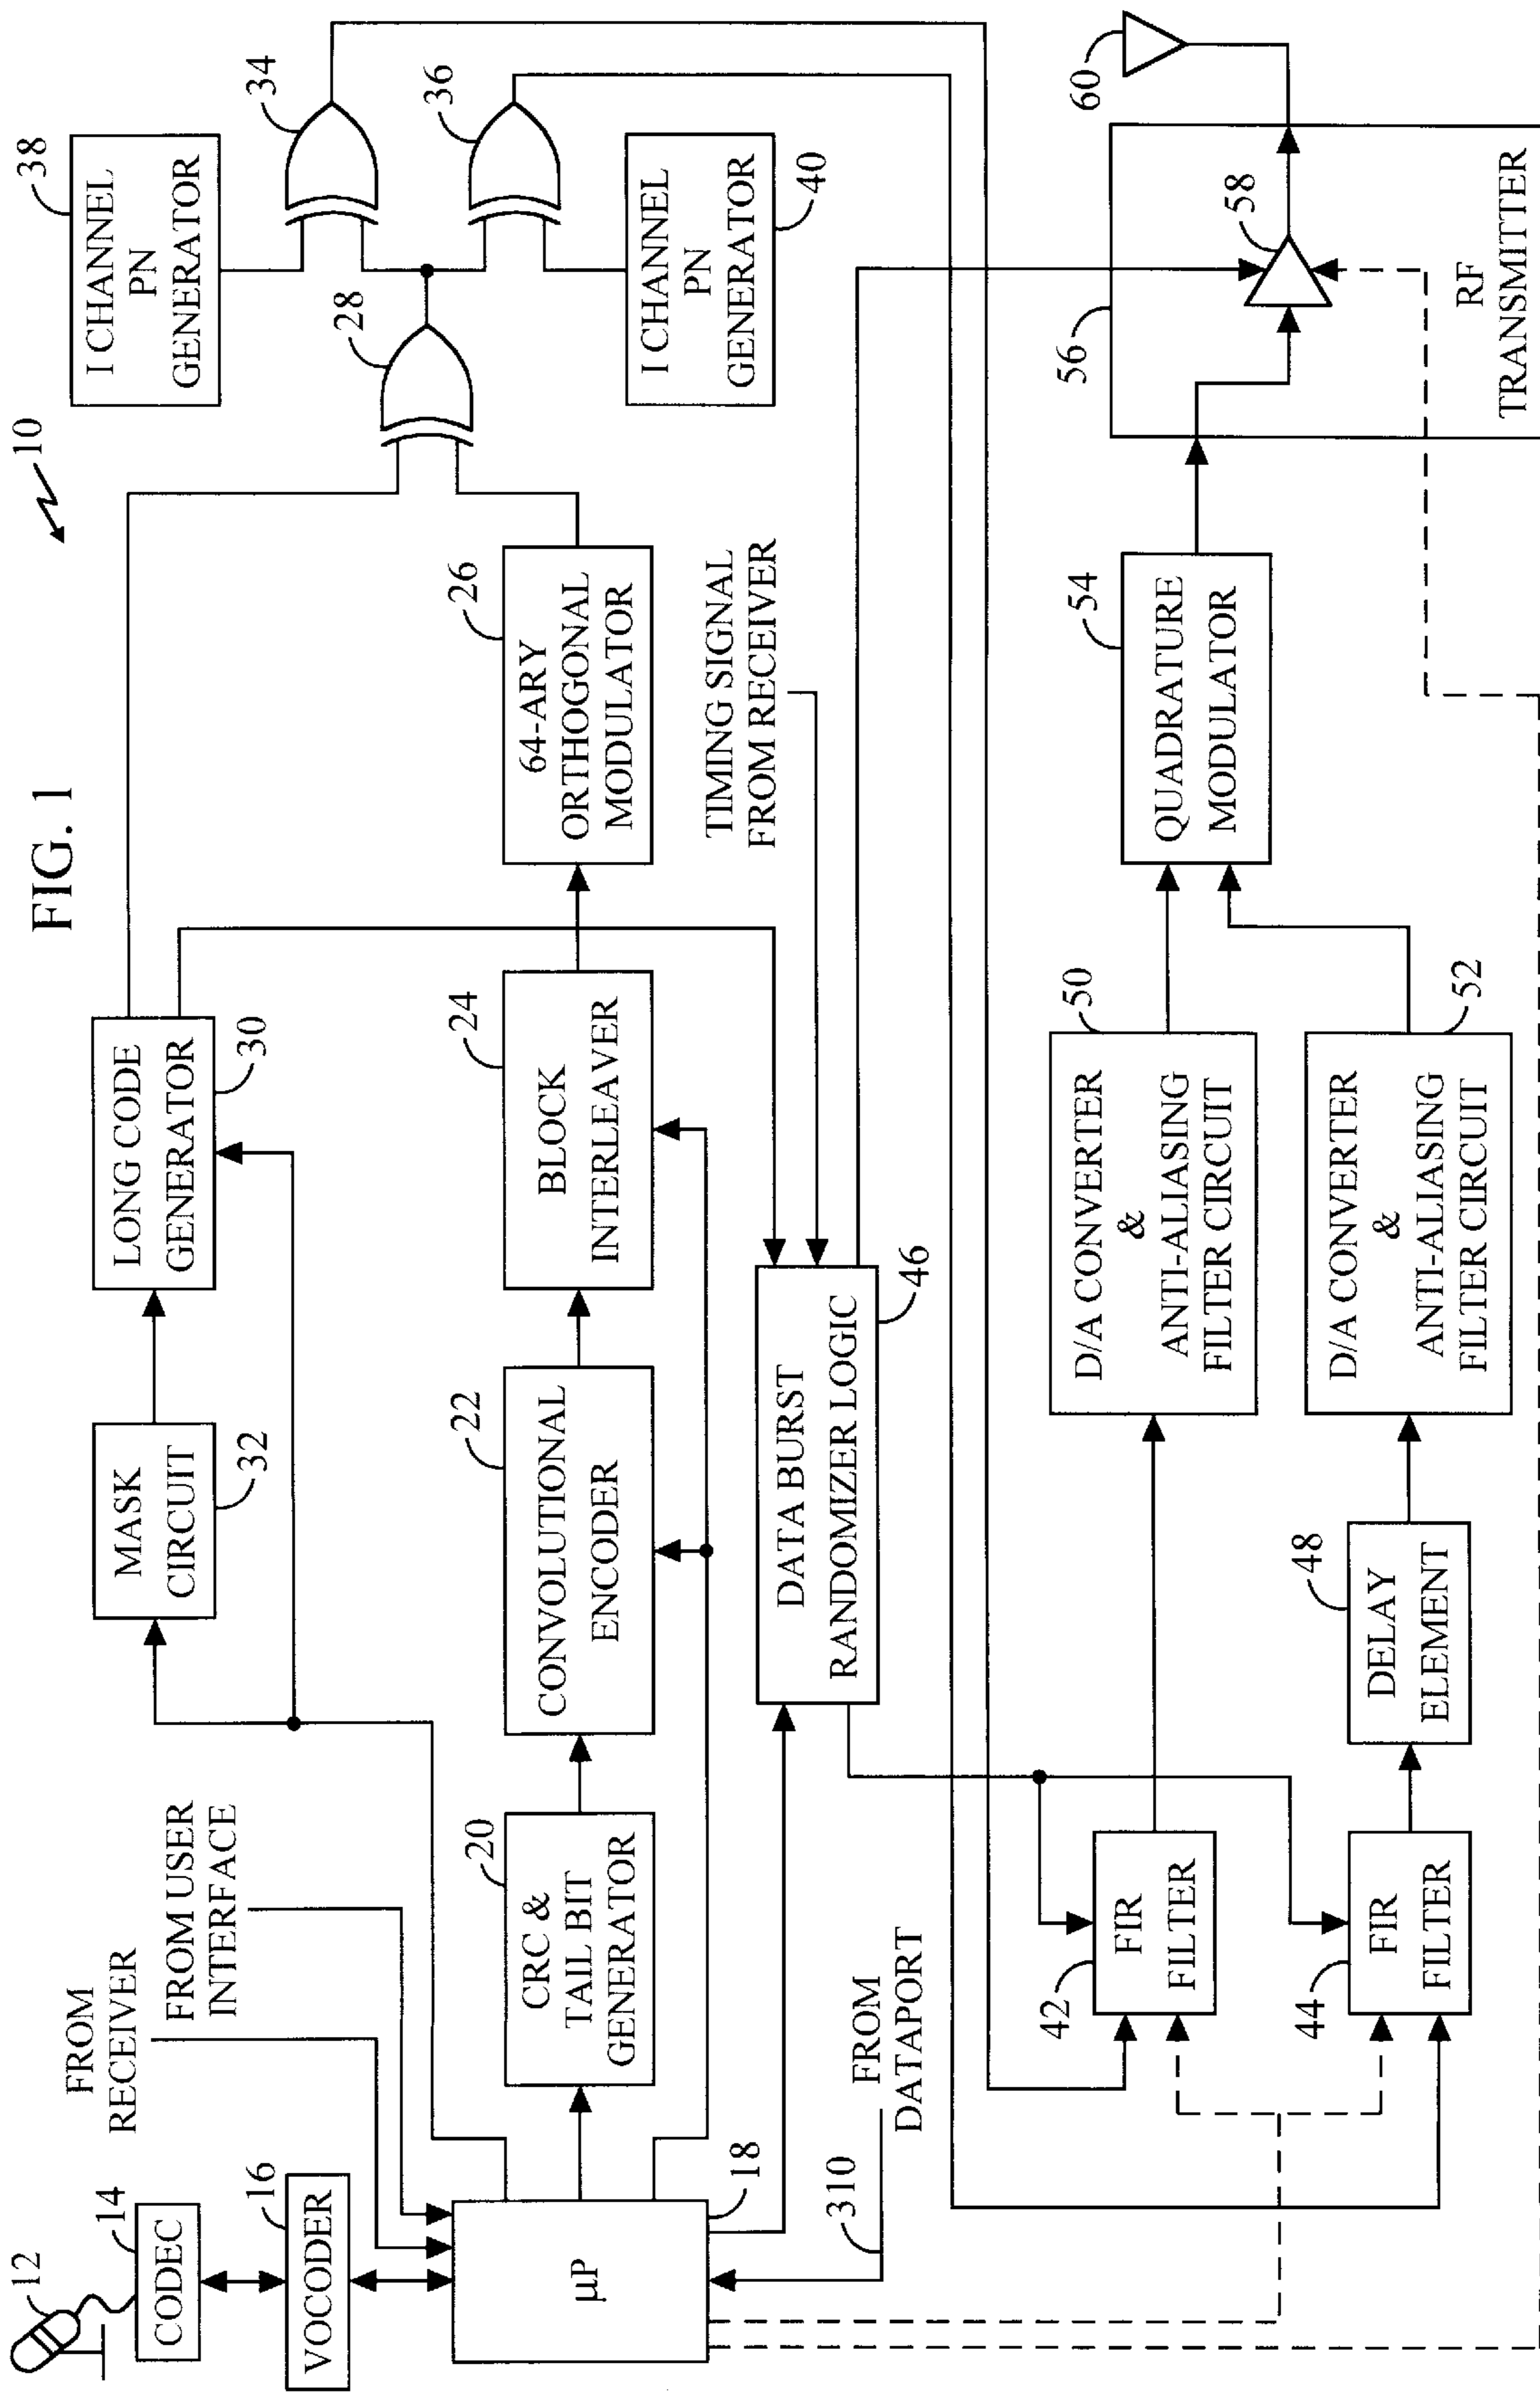 FIG. 1
10
12
14
CODEC
16
VOCODER
FROM
RECEIVER
FROM USER
INTERFACE
µP
18
MASK
CIRCUIT
32
LONG CODE
GENERATOR
30
CRC &
TAIL BIT
GENERATOR
20
CONVOLUTIONAL
ENCODER
22
BLOCK
INTERLEAVER
24
64-ARY
ORTHOGONAL
MODULATOR
26
28
I CHANNEL
PN
GENERATOR
38
34
36
I CHANNEL
PN
GENERATOR
40
TIMING SIGNAL
FROM RECEIVER
DATA BURST
RANDOMIZER LOGIC
46
310
FROM
DATAPORT
FIR
FILTER
42
FIR
FILTER
44
DELAY
ELEMENT
48
D/A CONVERTER
&
ANTI-ALIASING
FILTER CIRCUIT
50
D/A CONVERTER
&
ANTI-ALIASING
FILTER CIRCUIT
52
QUADRATURE
MODULATOR
54
56
58
RF
TRANSMITTER
60